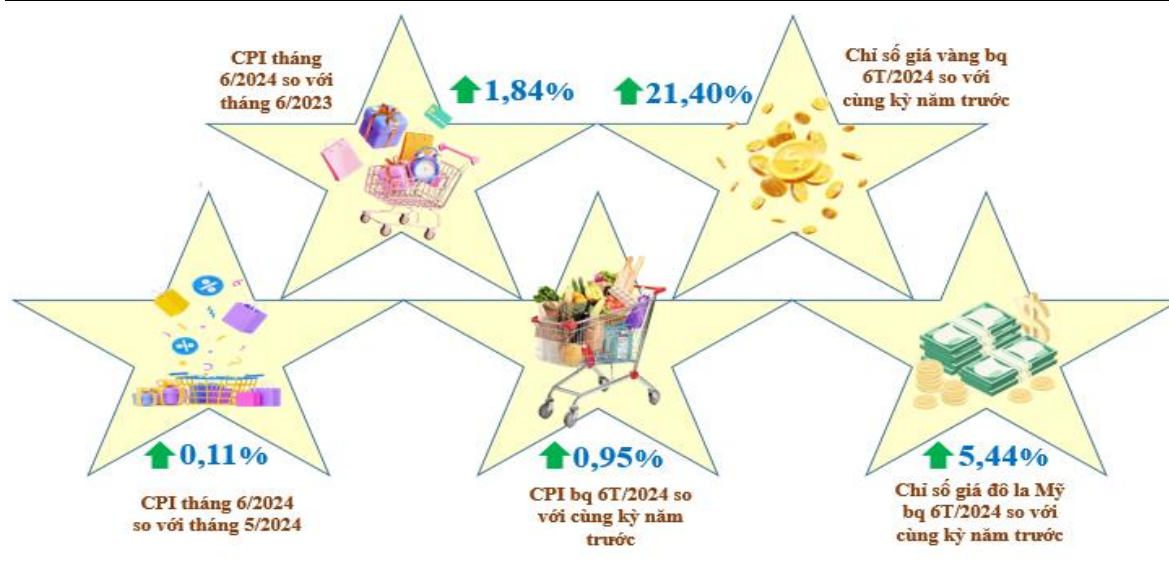 CPI tháng
6/2024 so với
tháng 6/2023
1,84%
21,40%
Chỉ số giá vàng bq
6T/2024 so với
cùng kỳ năm trước
0,11%
CPI tháng 6/2024
so với tháng 5/2024
0,95%
CPI bq 6T/2024 so
với cùng kỳ năm
trước
5,44%
Chỉ số giá đô la Mỹ
bq 6T/2024 so với
cùng kỳ năm trước